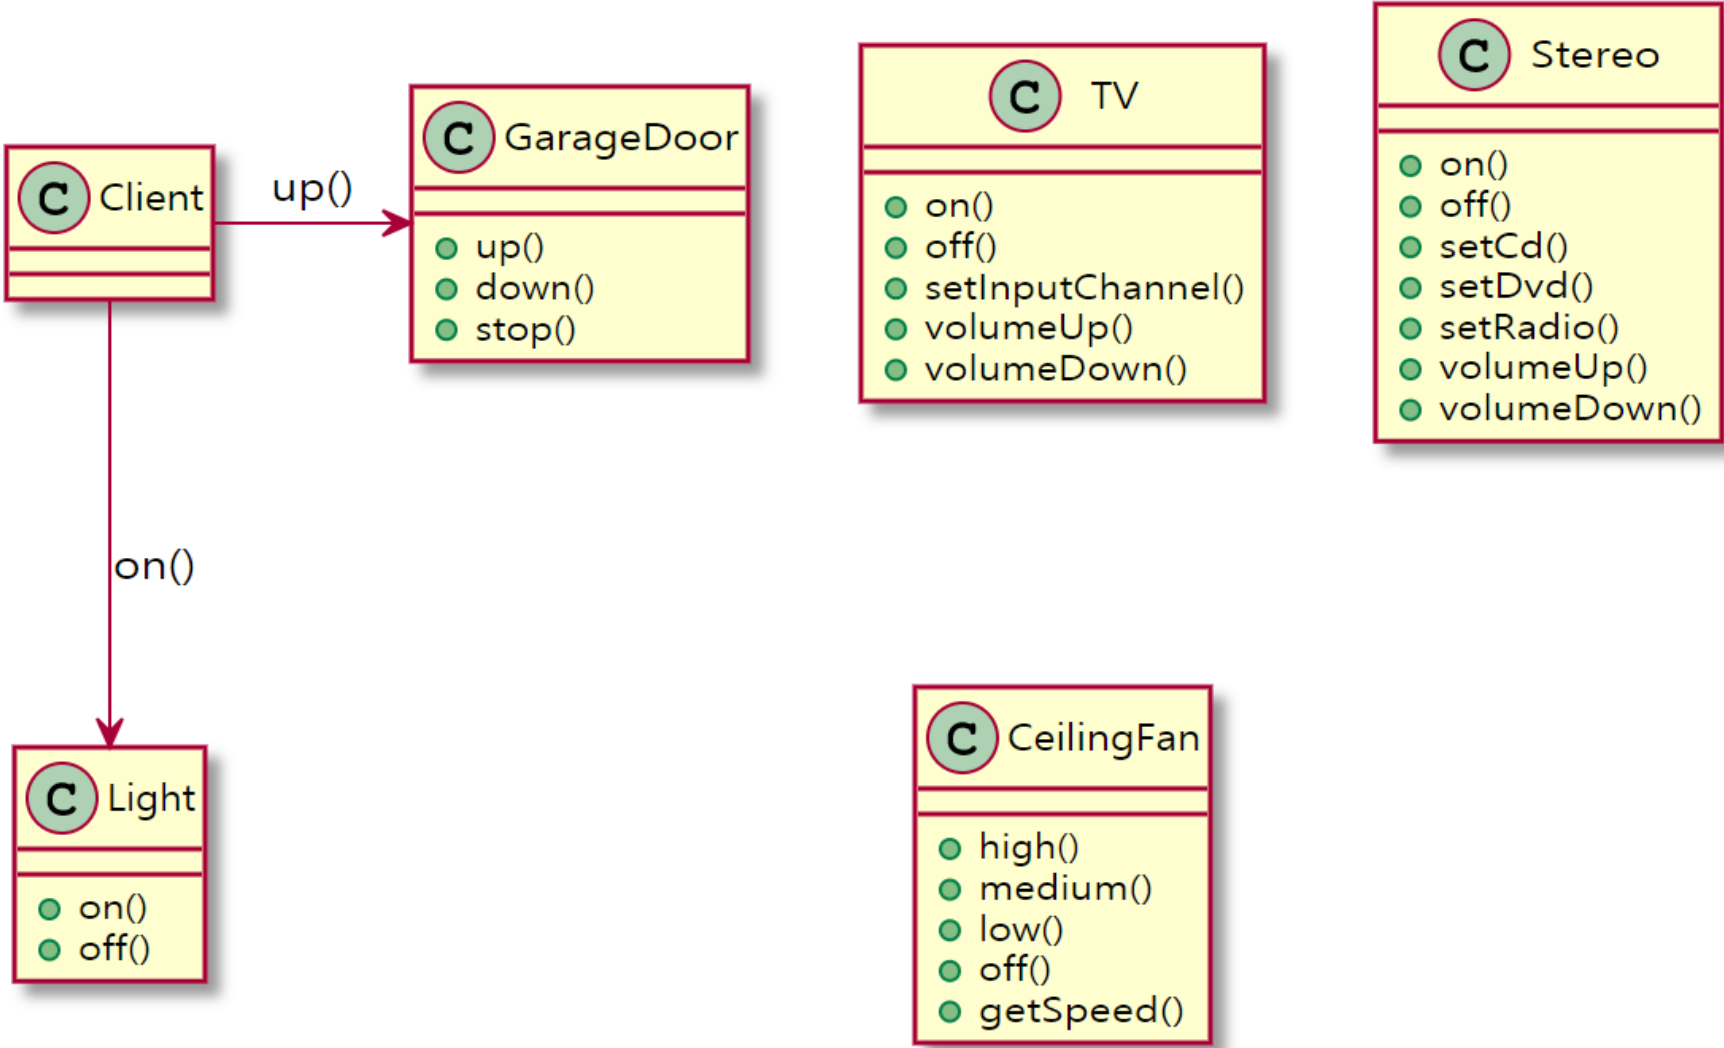 C Client
up()
on()
C GarageDoor
up()
down()
stop()
C TV
on()
off()
setInputChannel()
volumeUp()
volumeDown()
C Stereo
on()
off()
setCd()
setDvd()
setRadio()
volumeUp()
volumeDown()
C Light
on()
off()
C CeilingFan
high()
medium()
low()
off()
getSpeed()